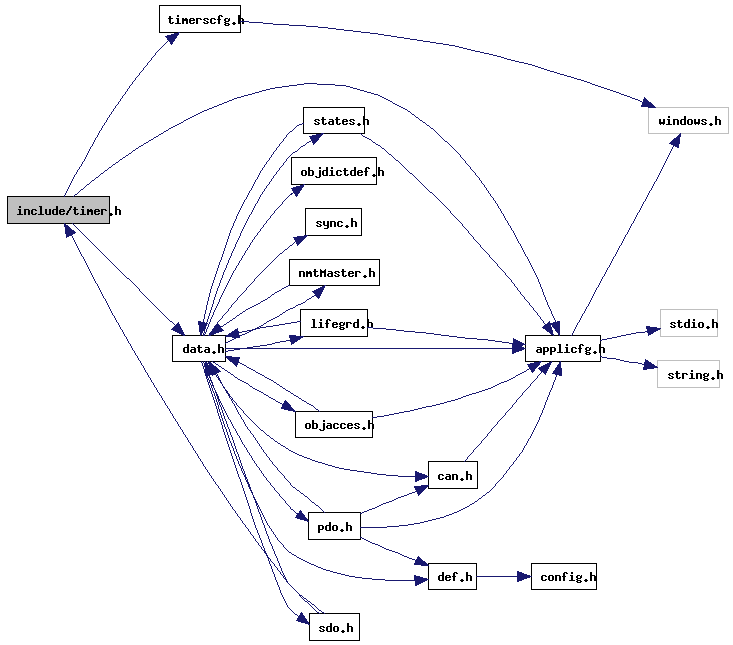 timerscfg.h
windows.h
states.h
objdictdef.h
include/timer.h
sync.h
nmtMaster.h
lifegrd.h
stdio.h
data.h
applicfg.h
string.h
objacces.h
can.h
pdo.h
def.h
config.h
sdo.h